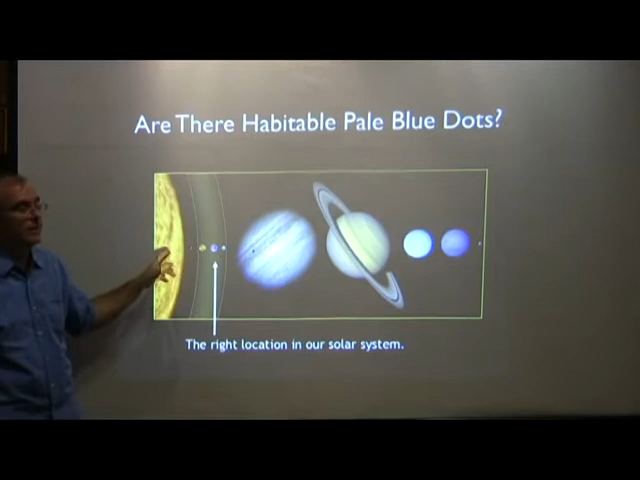 Are There Habitable Pale Blue Dots?
The right location in our solar system.